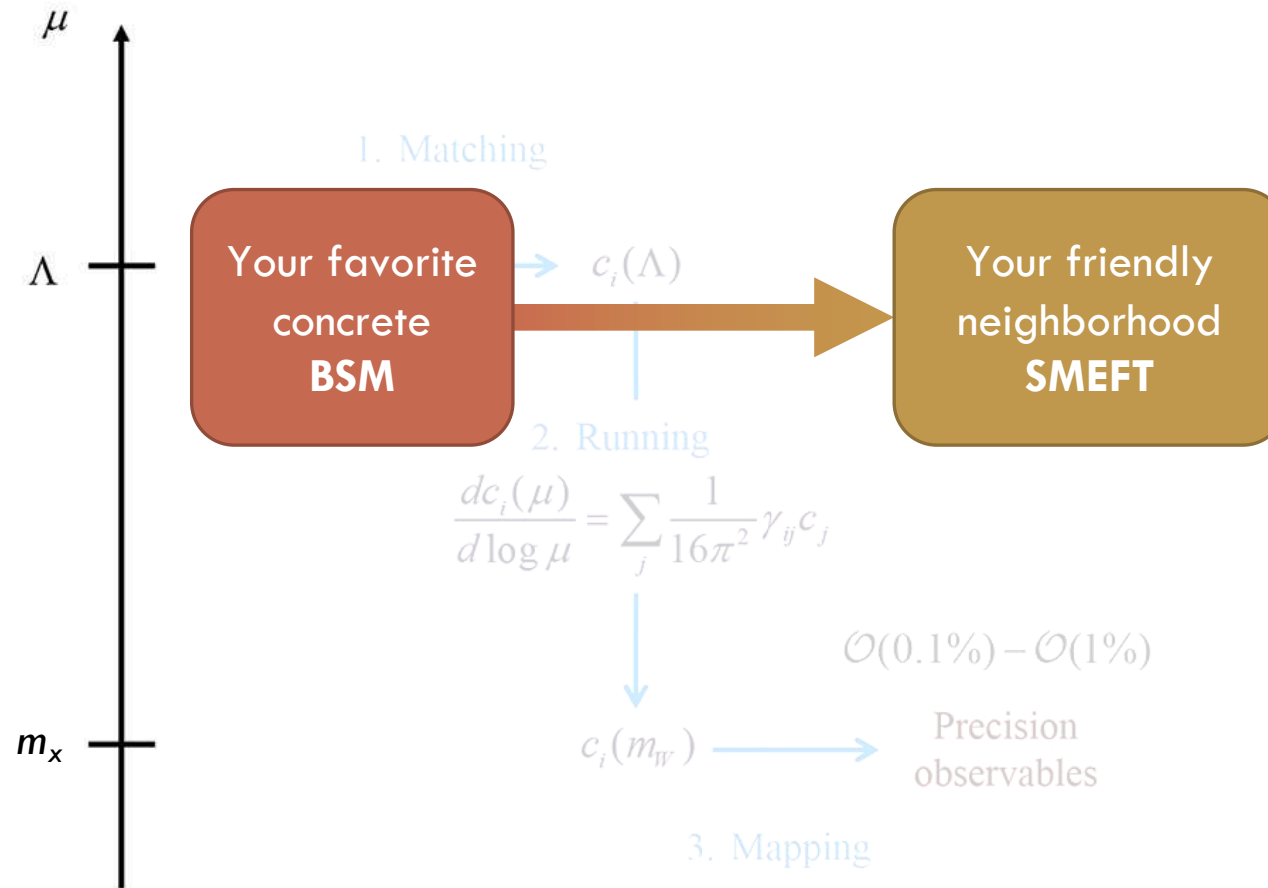 μ
1. Matching
Λ
Your favorite
concrete
BSM
c_i(Λ)
Your friendly
neighborhood
SMEFT
2. Running
dc_i(μ)/d log μ = ∑_j 1/16π² γ_ij c_j
𝒪(0.1%) – 𝒪(1%)
m_x
c_i(m_W)
Precision
observables
3. Mapping